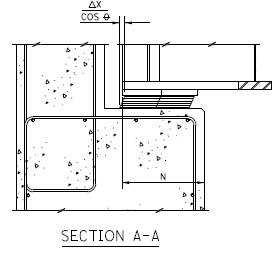 ΔX
COS θ
N
SECTION A-A